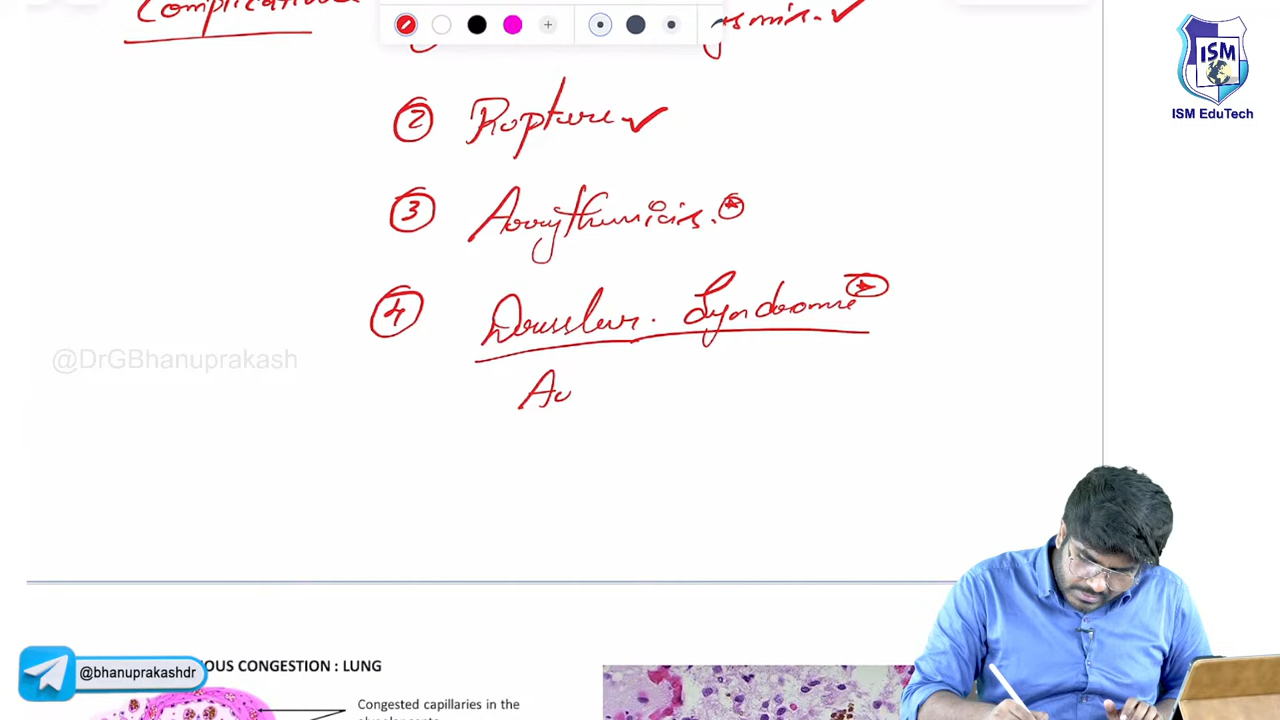 Complications
② Rupture ✓
③ Arrythmias.
④ Dressler. Syndrome
Au
@DrGBhanuprakash
ISM
ISM EduTech
@bhanuprakashdr
OUS CONGESTION : LUNG
Congested capillaries in the